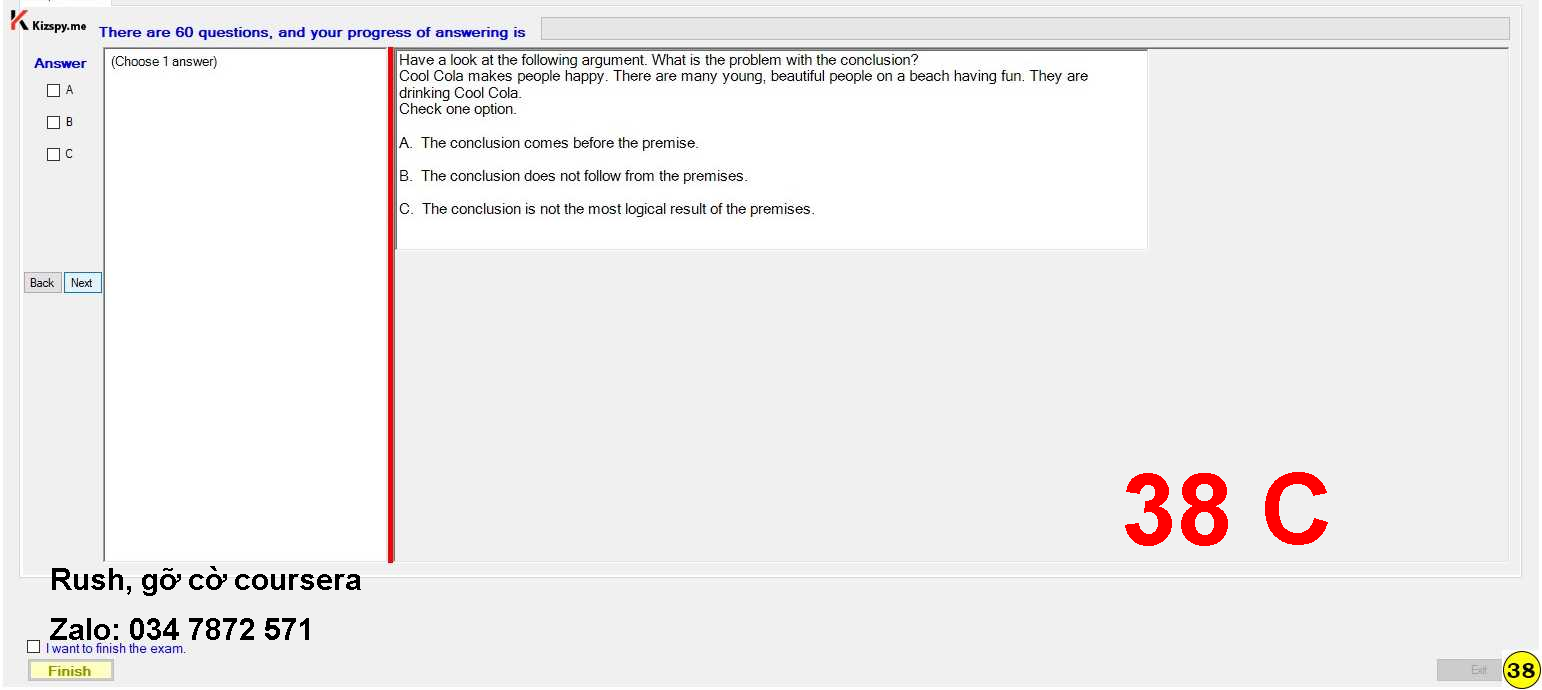 Kizspy.me
There are 60 questions, and your progress of answering is
Answer
(Choose 1 answer)
A
B
C
Back
Next
Have a look at the following argument. What is the problem with the conclusion?
Cool Cola makes people happy. There are many young, beautiful people on a beach having fun. They are
drinking Cool Cola.
Check one option.
A. The conclusion comes before the premise.
B. The conclusion does not follow from the premises.
C. The conclusion is not the most logical result of the premises.
38 C
Rush, gỡ cờ coursera
Zalo: 034 7872 571
I want to finish the exam.
Finish
Exit
38